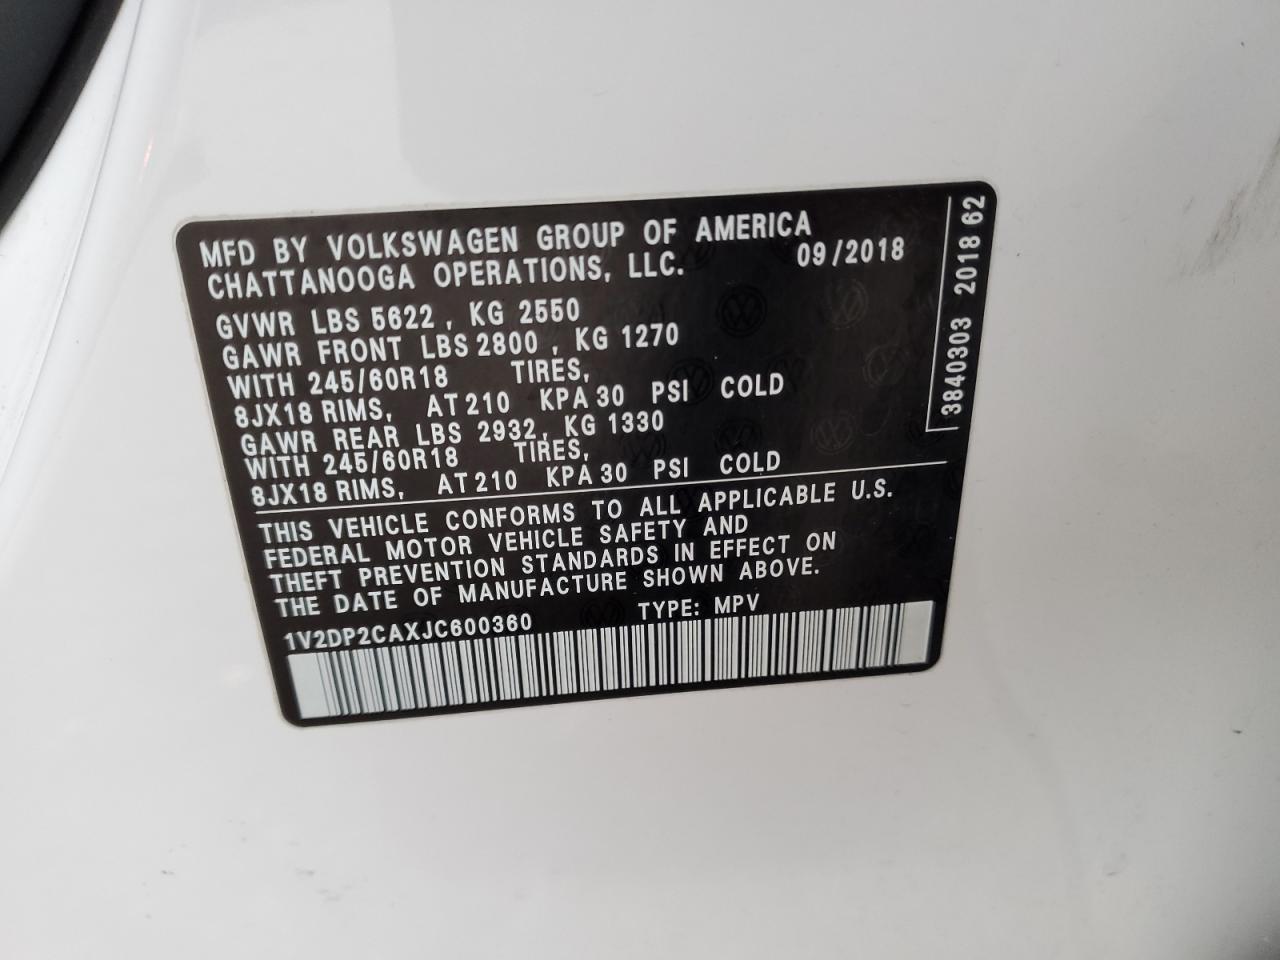 MFD BY VOLKSWAGEN GROUP OF AMERICA
CHATTANOOGA OPERATIONS, LLC. 09/2018
GVWR LBS 5622 , KG 2550
GAWR FRONT LBS 2800 , KG 1270
WITH 245/60R18 TIRES,
8JX18 RIMS, AT 210 KPA 30 PSI COLD
GAWR REAR LBS 2932, KG 1330
WITH 245/60R18 TIRES,
8JX18 RIMS, AT 210 KPA 30 PSI COLD
THIS VEHICLE CONFORMS TO ALL APPLICABLE U.S.
FEDERAL MOTOR VEHICLE SAFETY AND
THEFT PREVENTION STANDARDS IN EFFECT ON
THE DATE OF MANUFACTURE SHOWN ABOVE.
1V2DP2CAXJC600360 TYPE: MPV
3840303 2018 62